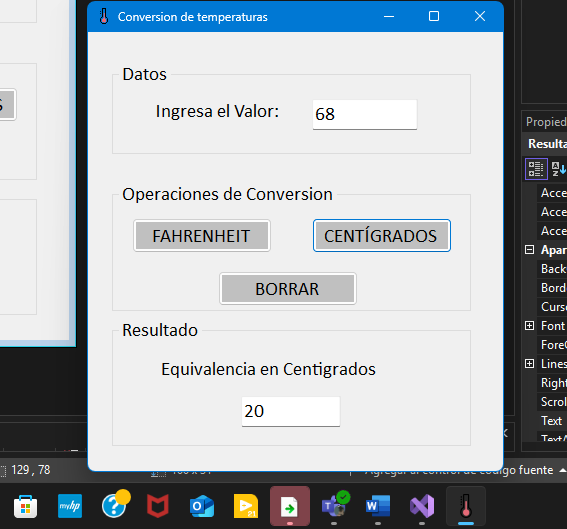 Conversion de temperaturas
Datos
Ingresa el Valor: 68
Operaciones de Conversion
FAHRENHEIT CENTÍGRADOS
BORRAR
Resultado
Equivalencia en Centigrados
20
S
Propied
Resulta
Acce
Acce
Acce
Apar
Back
Bord
Curs
Font
ForeC
Lines
Right
Scrol
Text
TextA
129 , 78
Agregar al control de código fuente
myhp
P1